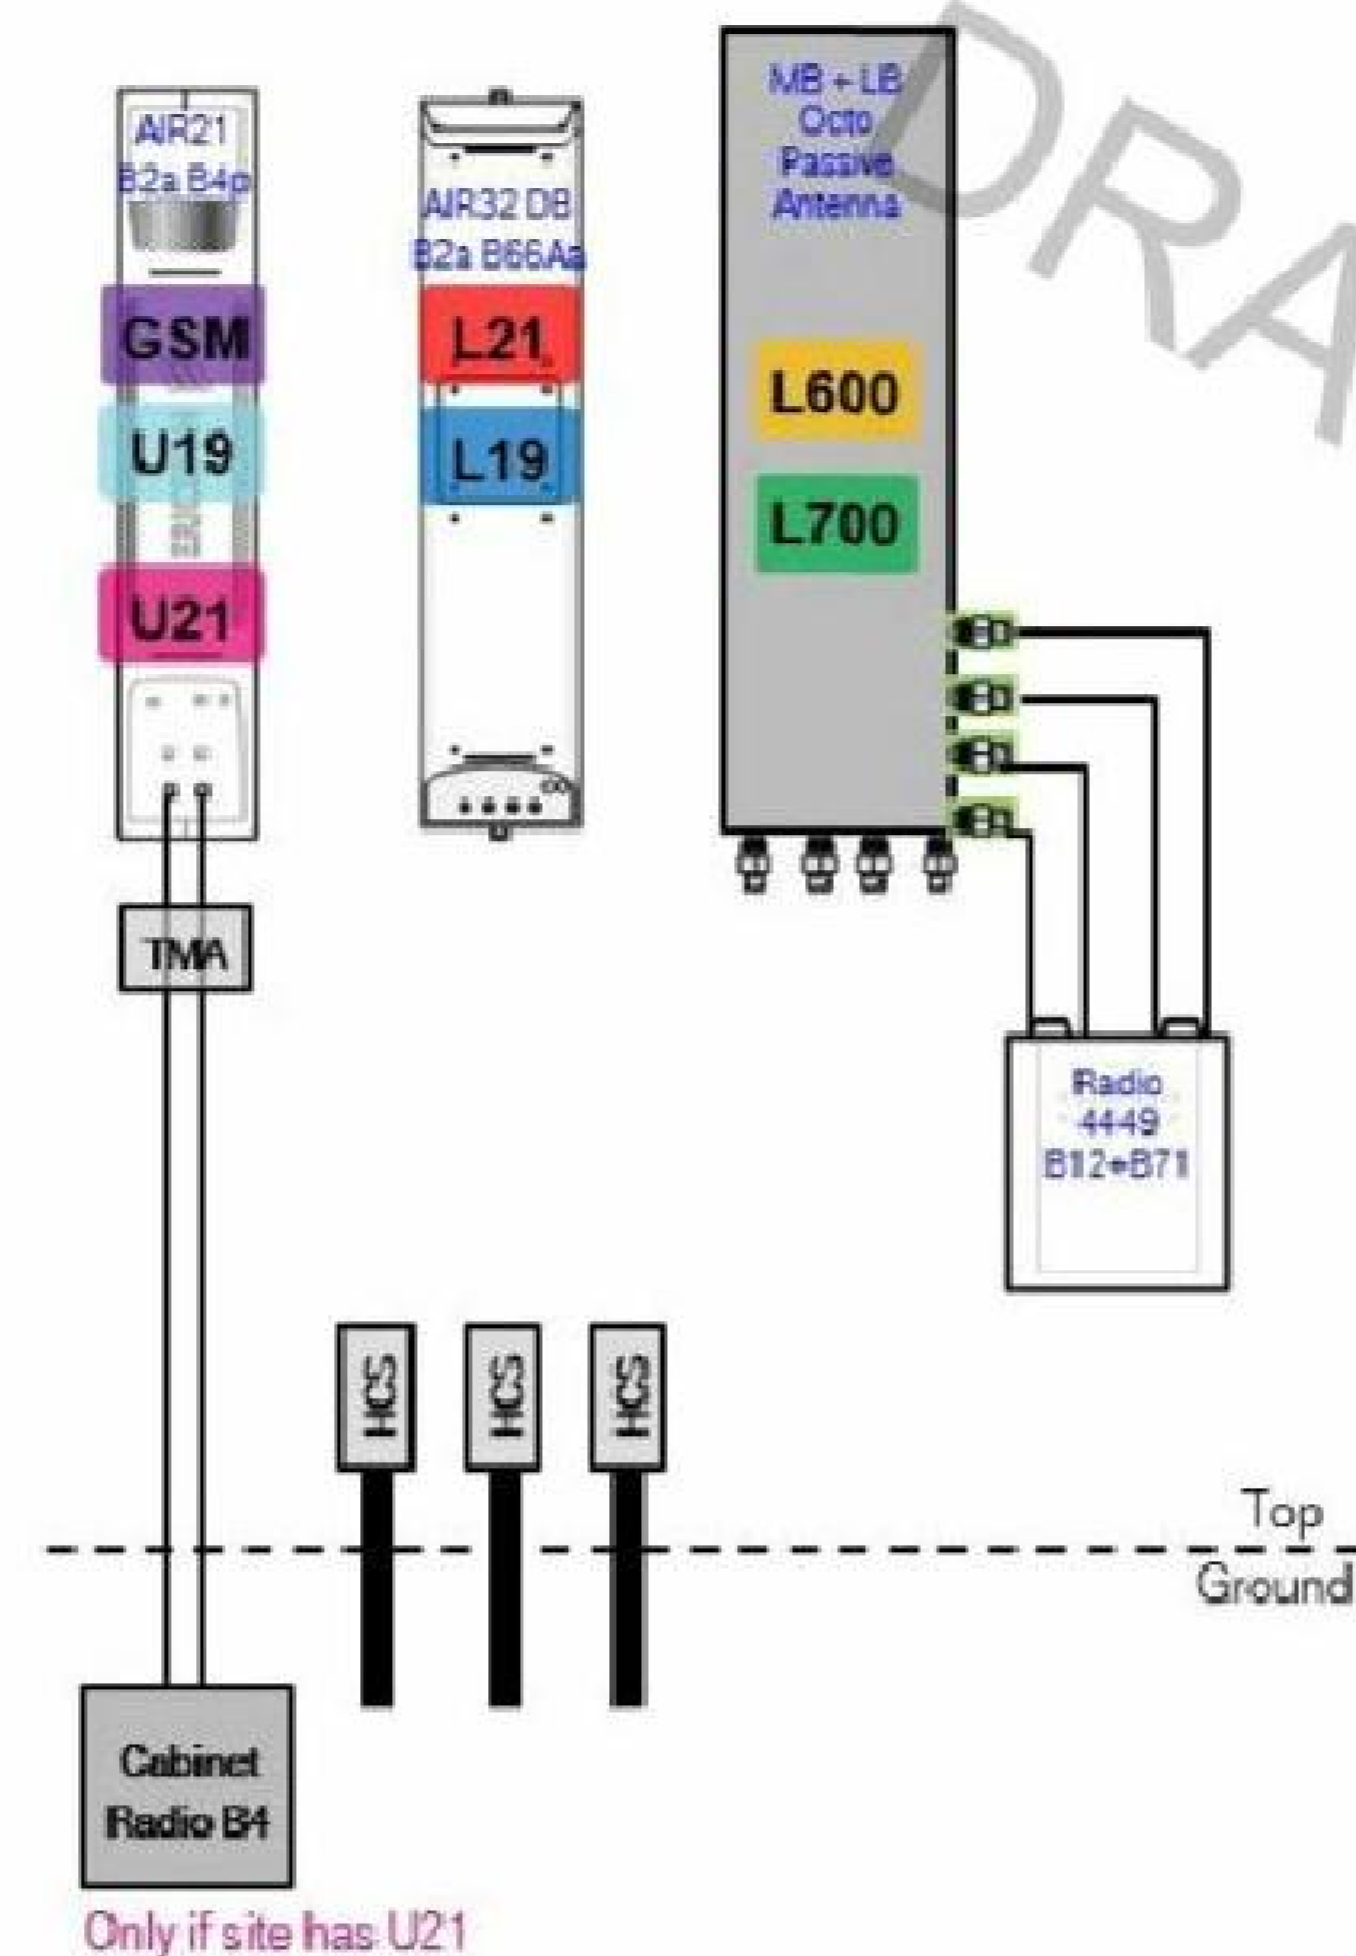 AIR21
B2a B4p
GSM
U19
U21
TMA
AIR32 DB
B2a B66Aa
L21
L19
MB + LB
Octo
Passive
Antenna
L600
L700
DRA
Radio
4449
B12+B71
HCS
HCS
HCS
Top
Ground
Cabinet
Radio B4
Only if site has U21